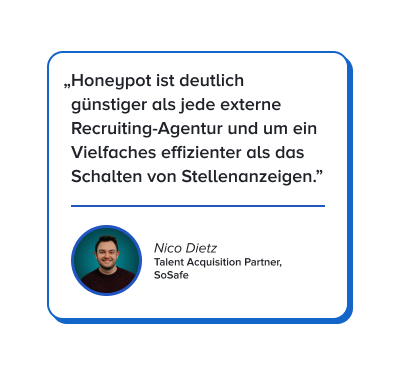 „Honeypot ist deutlich
günstiger als jede externe
Recruiting-Agentur und um ein
Vielfaches effizienter als das
Schalten von Stellenanzeigen.”
Nico Dietz
Talent Acquisition Partner,
SoSafe